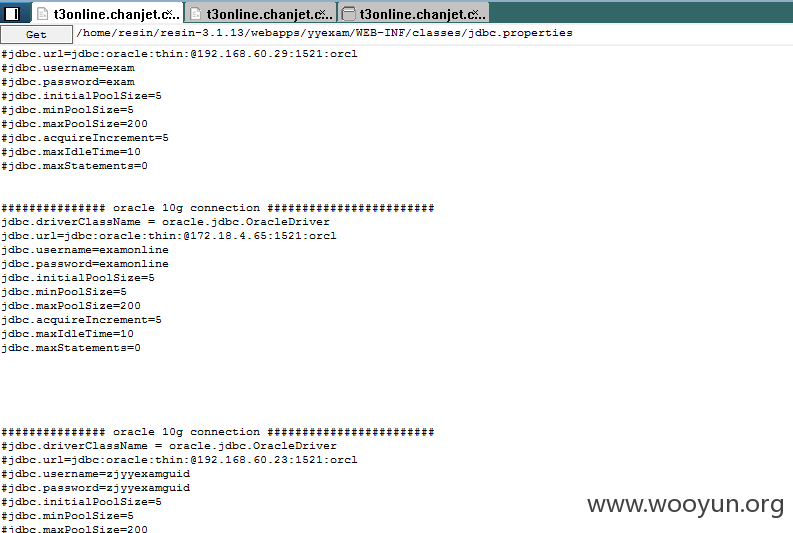 t3online.chanjet.c... t3online.chanjet.c... t3online.chanjet.c...
Get /home/resin/resin-3.1.13/webapps/yyexam/WEB-INF/classes/jdbc.properties
#jdbc.url=jdbc:oracle:thin:@192.168.60.29:1521:orcl
#jdbc.username=exam
#jdbc.password=exam
#jdbc.initialPoolSize=5
#jdbc.minPoolSize=5
#jdbc.maxPoolSize=200
#jdbc.acquireIncrement=5
#jdbc.maxIdleTime=10
#jdbc.maxStatements=0
############### oracle 10g connection ########################
jdbc.driverClassName = oracle.jdbc.OracleDriver
jdbc.url=jdbc:oracle:thin:@172.18.4.65:1521:orcl
jdbc.username=examonline
jdbc.password=examonline
jdbc.initialPoolSize=5
jdbc.minPoolSize=5
jdbc.maxPoolSize=200
jdbc.acquireIncrement=5
jdbc.maxIdleTime=10
jdbc.maxStatements=0
############### oracle 10g connection ########################
#jdbc.driverClassName = oracle.jdbc.OracleDriver
#jdbc.url=jdbc:oracle:thin:@192.168.60.23:1521:orcl
#jdbc.username=zjyyexamguid
#jdbc.password=zjyyexamguid
#jdbc.initialPoolSize=5
#jdbc.minPoolSize=5
#jdbc.maxPoolSize=200
www.wooyun.org